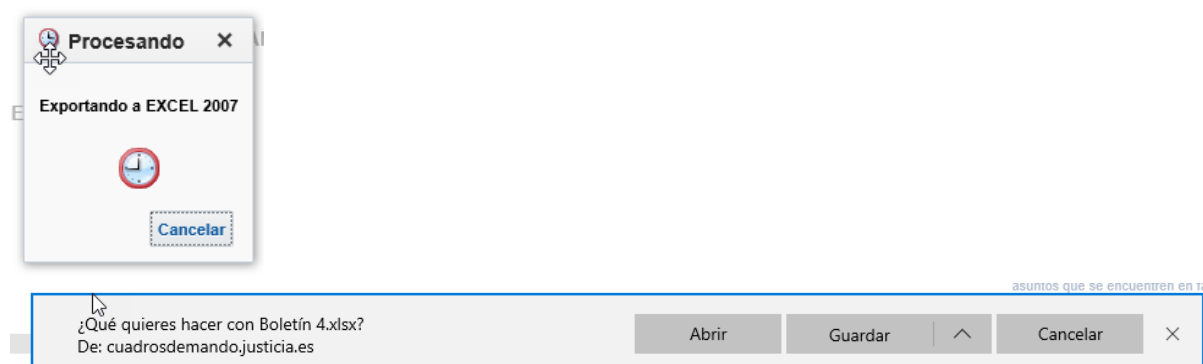 Procesando
Exportando a EXCEL 2007
Cancelar
asuntos que se encuentren en
¿Qué quieres hacer con Boletín 4.xlsx?
De: cuadrosdemando.justicia.es
Abrir
Guardar
Cancelar